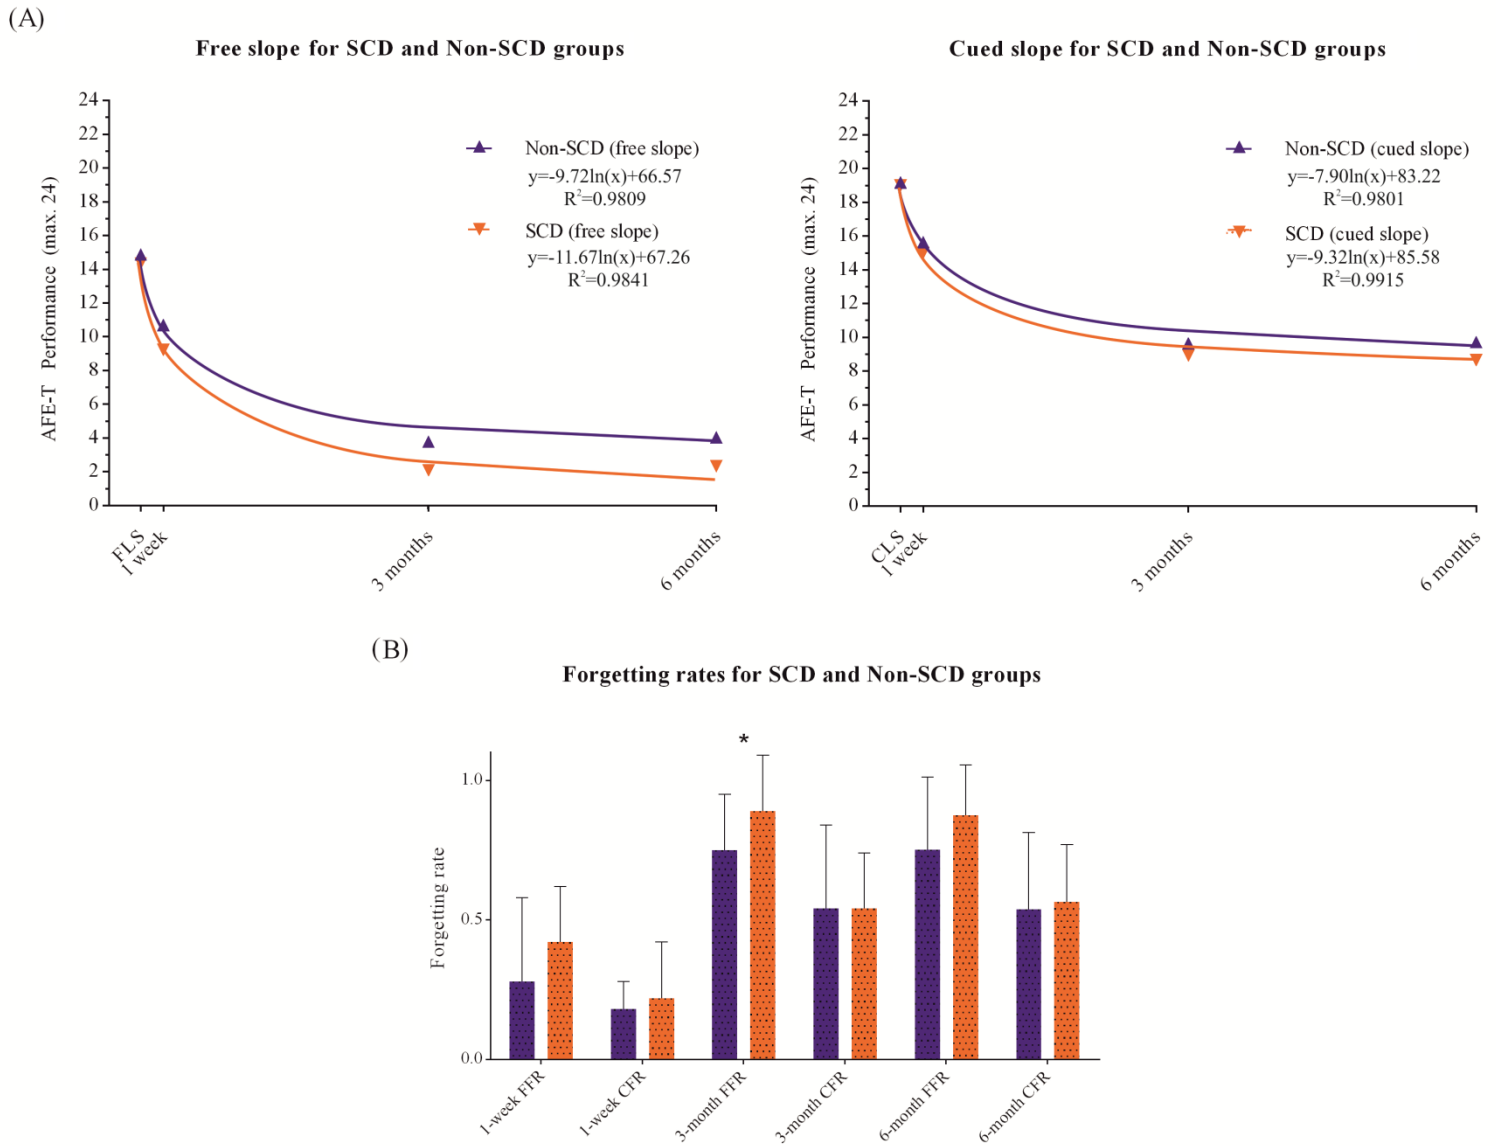 (A)
Free slope for SCD and Non-SCD groups
24
22
20
18
16
14
12
10
8
6
4
2
0
AFE-T Performance (max. 24)
Non-SCD (free slope)
y=-9.72ln(x)+66.57
R²=0.9809
SCD (free slope)
y=-11.67ln(x)+67.26
R²=0.9841
FLS
1 week
3 months
6 months
Cued slope for SCD and Non-SCD groups
24
22
20
18
16
14
12
10
8
6
4
2
0
AFE-T Performance (max. 24)
Non-SCD (cued slope)
y=-7.90ln(x)+83.22
R²=0.9801
SCD (cued slope)
y=-9.32ln(x)+85.58
R²=0.9915
CLS
1 week
3 months
6 months
(B)
Forgetting rates for SCD and Non-SCD groups
*
1.0
0.5
0.0
Forgetting rate
1-week FFR
1-week CFR
3-month FFR
3-month CFR
6-month FFR
6-month CFR